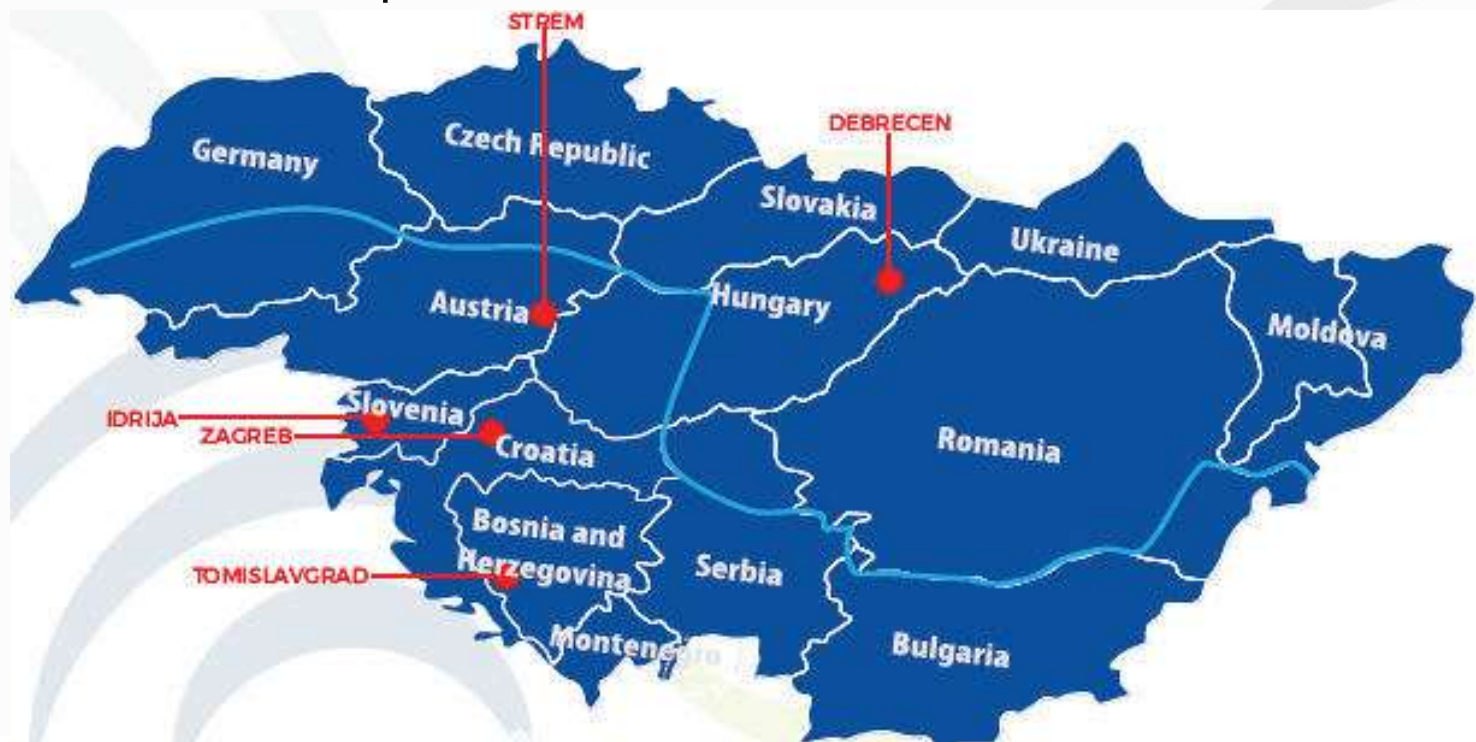 STREM
DEBRECEN
Czech Republic
Germany
Slovakia
Ukraine
Austria
Hungary
Moldova
IDRIJA
Slovenia
ZAGREB
Croatia
Romania
Bosnia and
Herzegovina
TOMISLAVGRAD
Serbia
Montenegro
Bulgaria